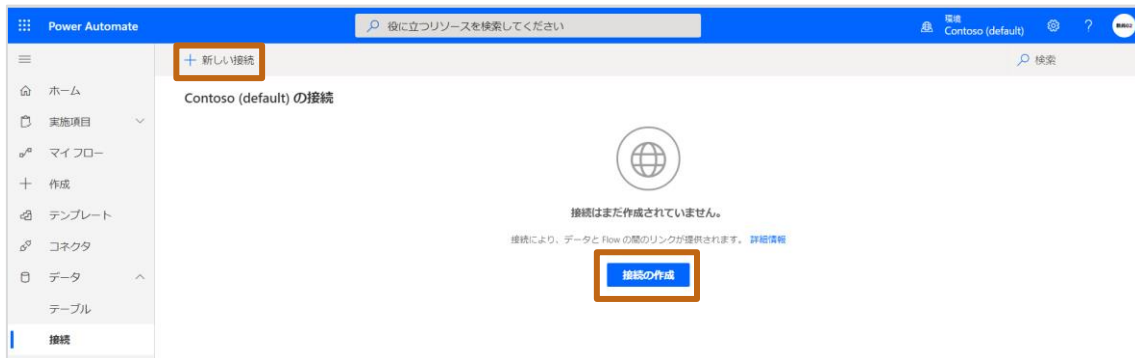 Power Automate
役に立つリソースを検索してください
環境
Contoso (default)
?
+ 新しい接続
検索
ホーム
実施項目
マイ フロー
作成
テンプレート
コネクタ
データ
テーブル
接続
Contoso (default) の接続
接続はまだ作成されていません。
接続により、データと Flow の間のリンクが提供されます。 詳細情報
接続の作成